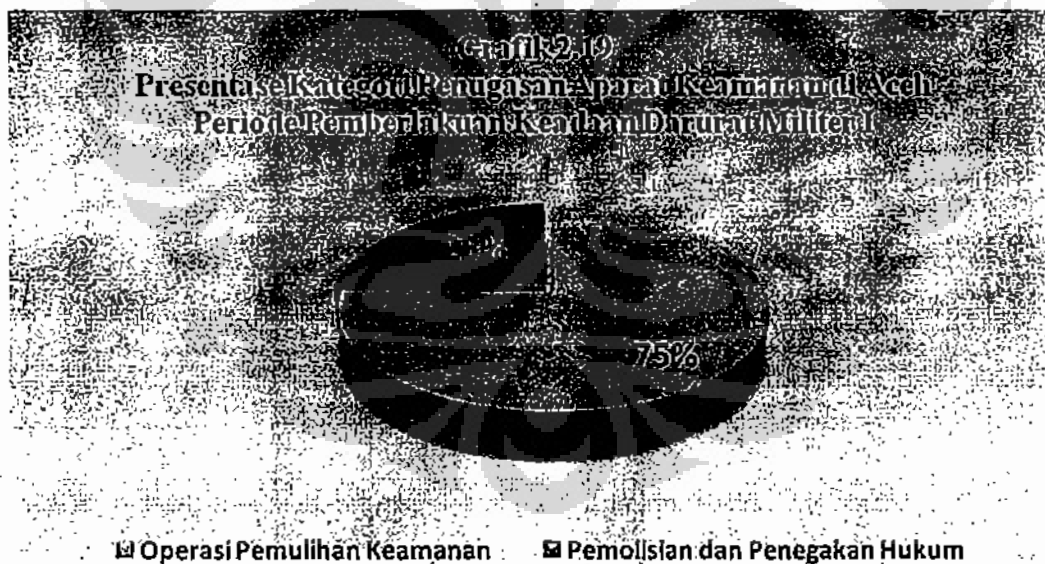 Grafik 2.19
Presentase Kategori Penugasan Aparat Keamanan di Aceh
Periode Pemberlakuan Keadaan Darurat Militer I
75%
Operasi Pemulihan Keamanan
Pemolisian dan Penegakan Hukum